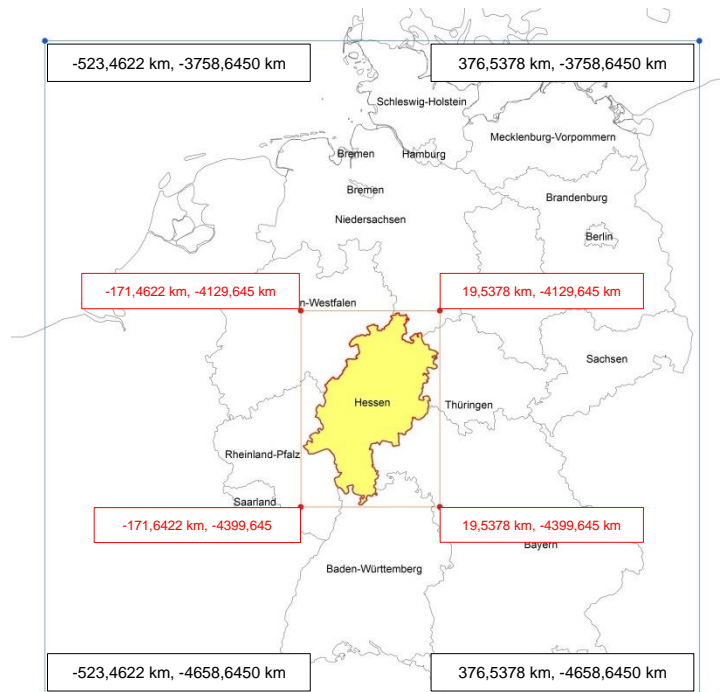 -523,4622 km, -3758,6450 km
376,5378 km, -3758,6450 km
Schleswig-Holstein
Mecklenburg-Vorpommern
Bremen
Hamburg
Bremen
Brandenburg
Niedersachsen
Berlin
-171,4622 km, -4129,645 km
19,5378 km, -4129,645 km
n-Westfalen
Sachsen
Hessen
Thüringen
Rheinland-Pfalz
Saarland
-171,6422 km, -4399,645
19,5378 km, -4399,645 km
Bayern
Baden-Württemberg
-523,4622 km, -4658,6450 km
376,5378 km, -4658,6450 km